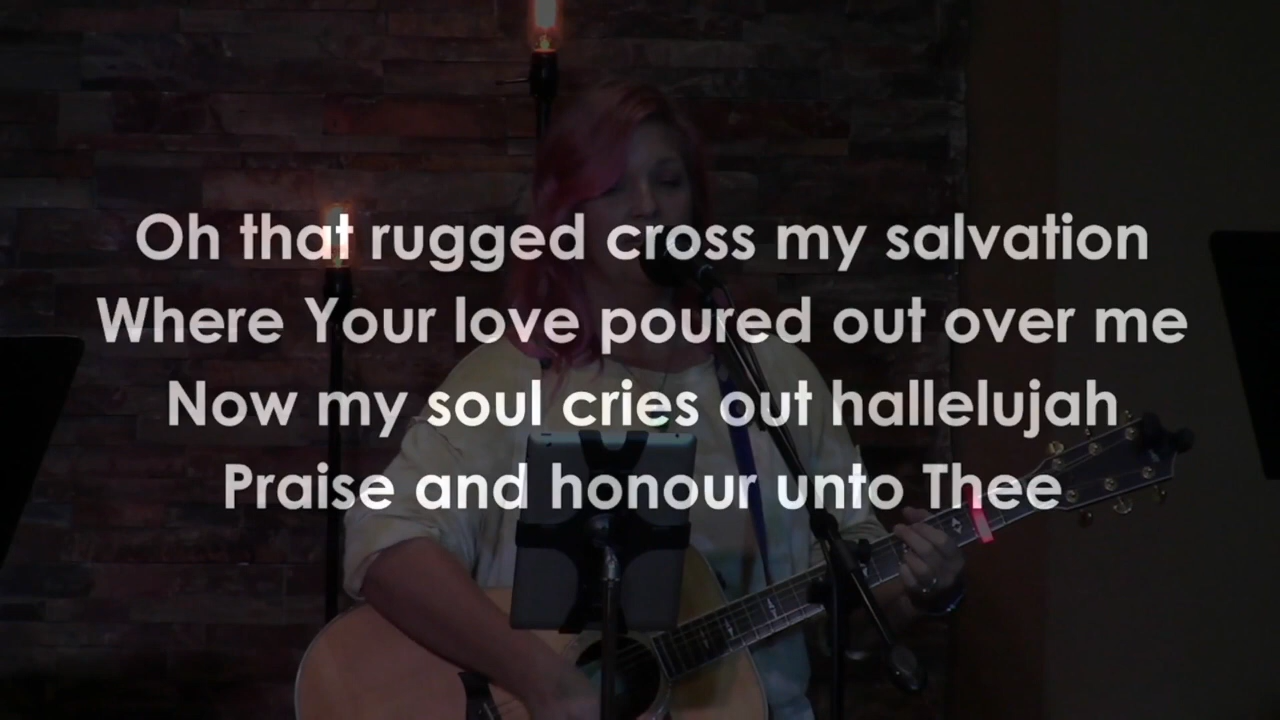 Oh that rugged cross my salvation
Where Your love poured out over me
Now my soul cries out hallelujah
Praise and honour unto Thee